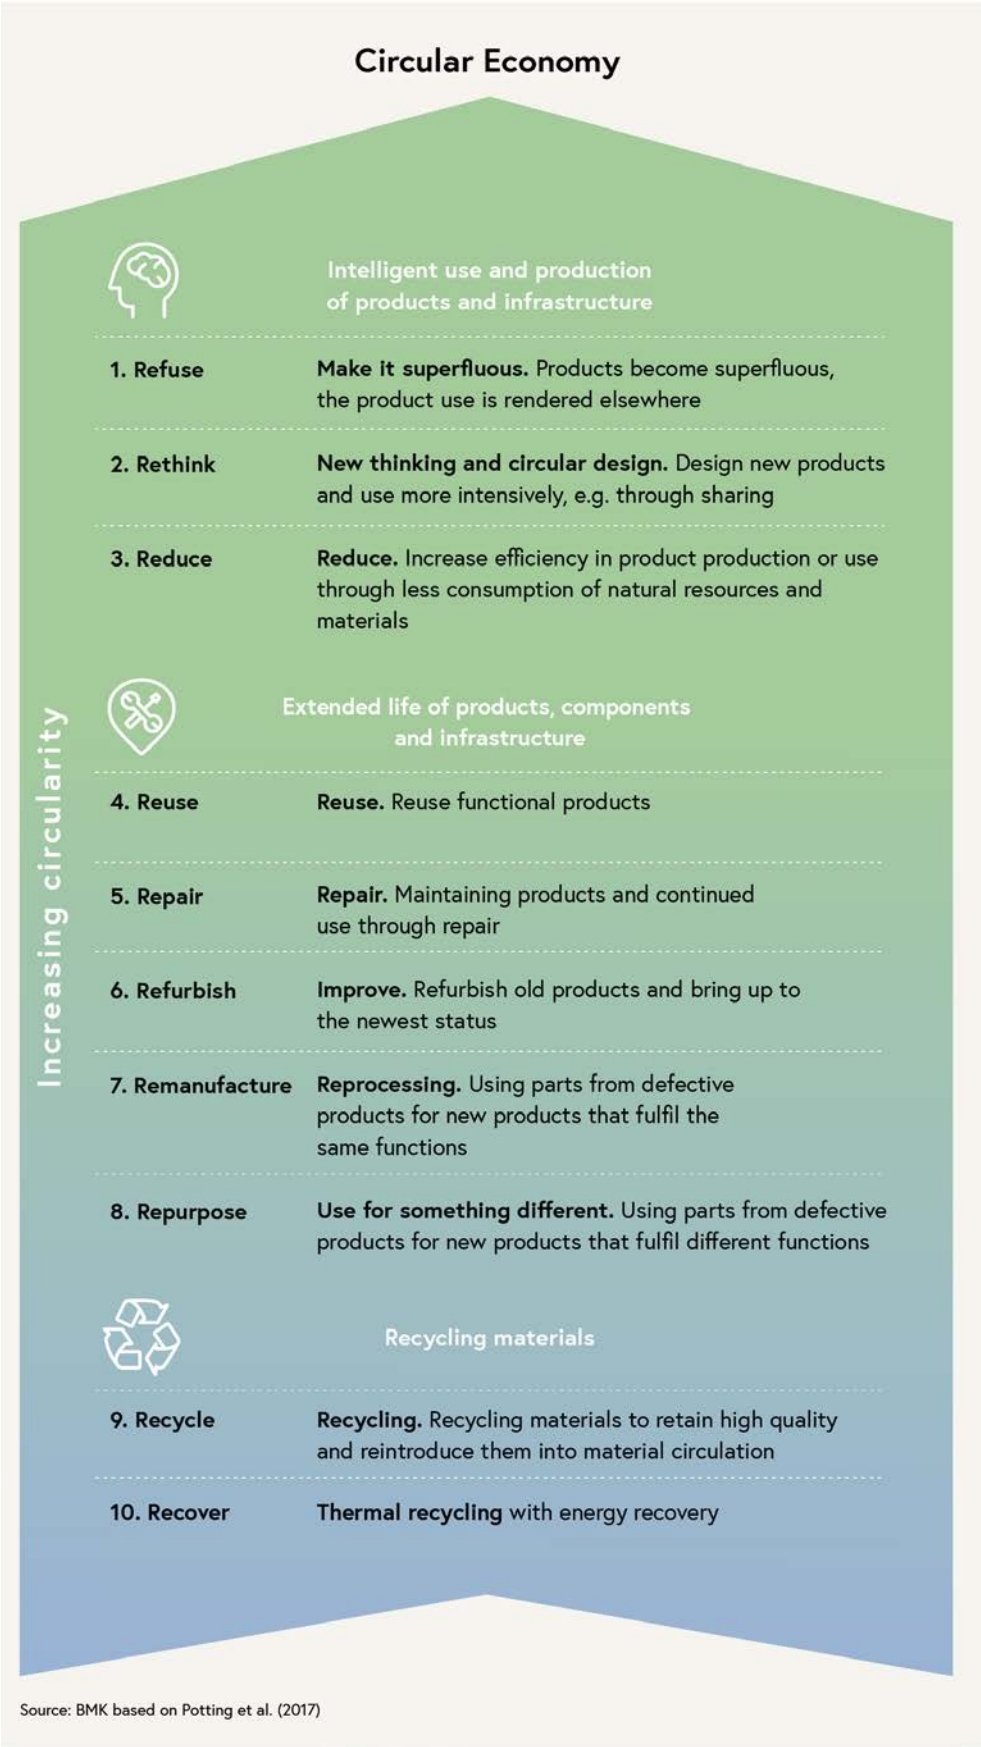 Circular Economy
Intelligent use and production
of products and infrastructure
1. Refuse
Make it superfluous. Products become superfluous,
the product use is rendered elsewhere
2. Rethink
New thinking and circular design. Design new products
and use more intensively, e.g. through sharing
3. Reduce
Reduce. Increase efficiency in product production or use
through less consumption of natural resources and
materials
Increasing circularity
Extended life of products, components
and infrastructure
4. Reuse
Reuse. Reuse functional products
5. Repair
Repair. Maintaining products and continued
use through repair
6. Refurbish
Improve. Refurbish old products and bring up to
the newest status
7. Remanufacture
Reprocessing. Using parts from defective
products for new products that fulfil the
same functions
8. Repurpose
Use for something different. Using parts from defective
products for new products that fulfil different functions
Recycling materials
9. Recycle
Recycling. Recycling materials to retain high quality
and reintroduce them into material circulation
10. Recover
Thermal recycling with energy recovery
Source: BMK based on Potting et al. (2017)